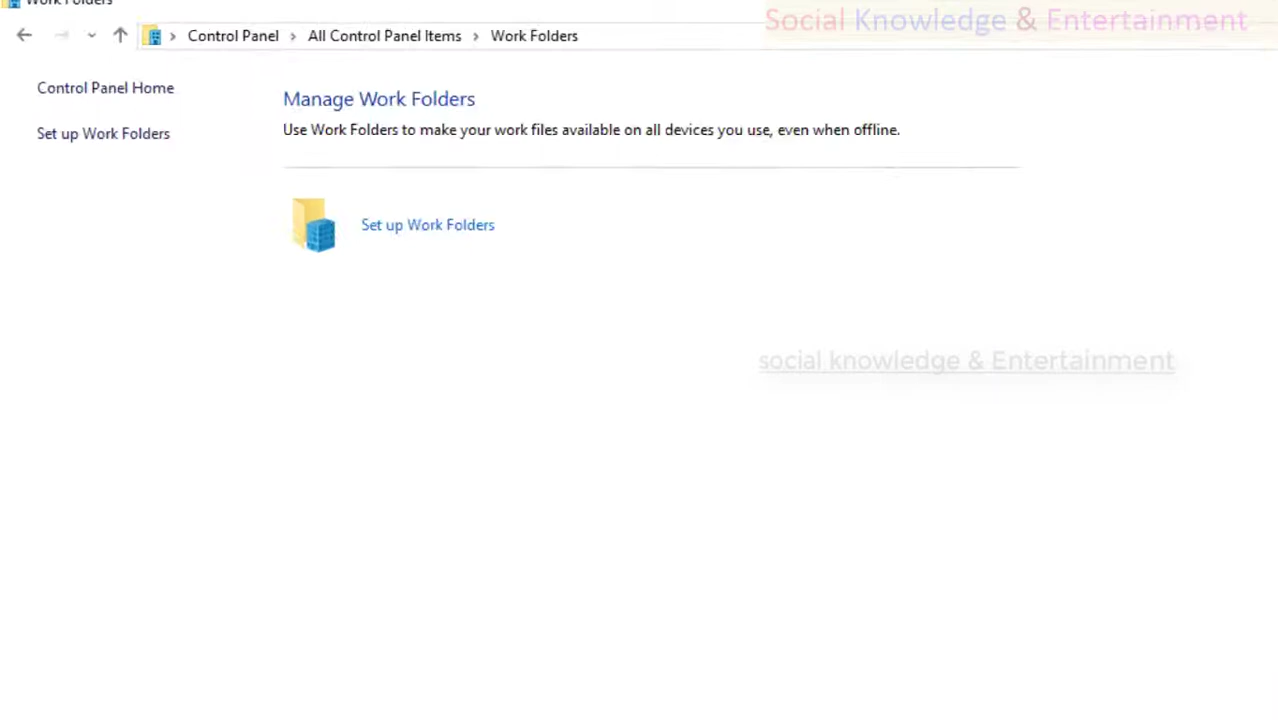 Work Folders
Social Knowledge & Entertainment
Control Panel > All Control Panel Items > Work Folders
Control Panel Home
Set up Work Folders
Manage Work Folders
Use Work Folders to make your work files available on all devices you use, even when offline.
Set up Work Folders
social knowledge & Entertainment